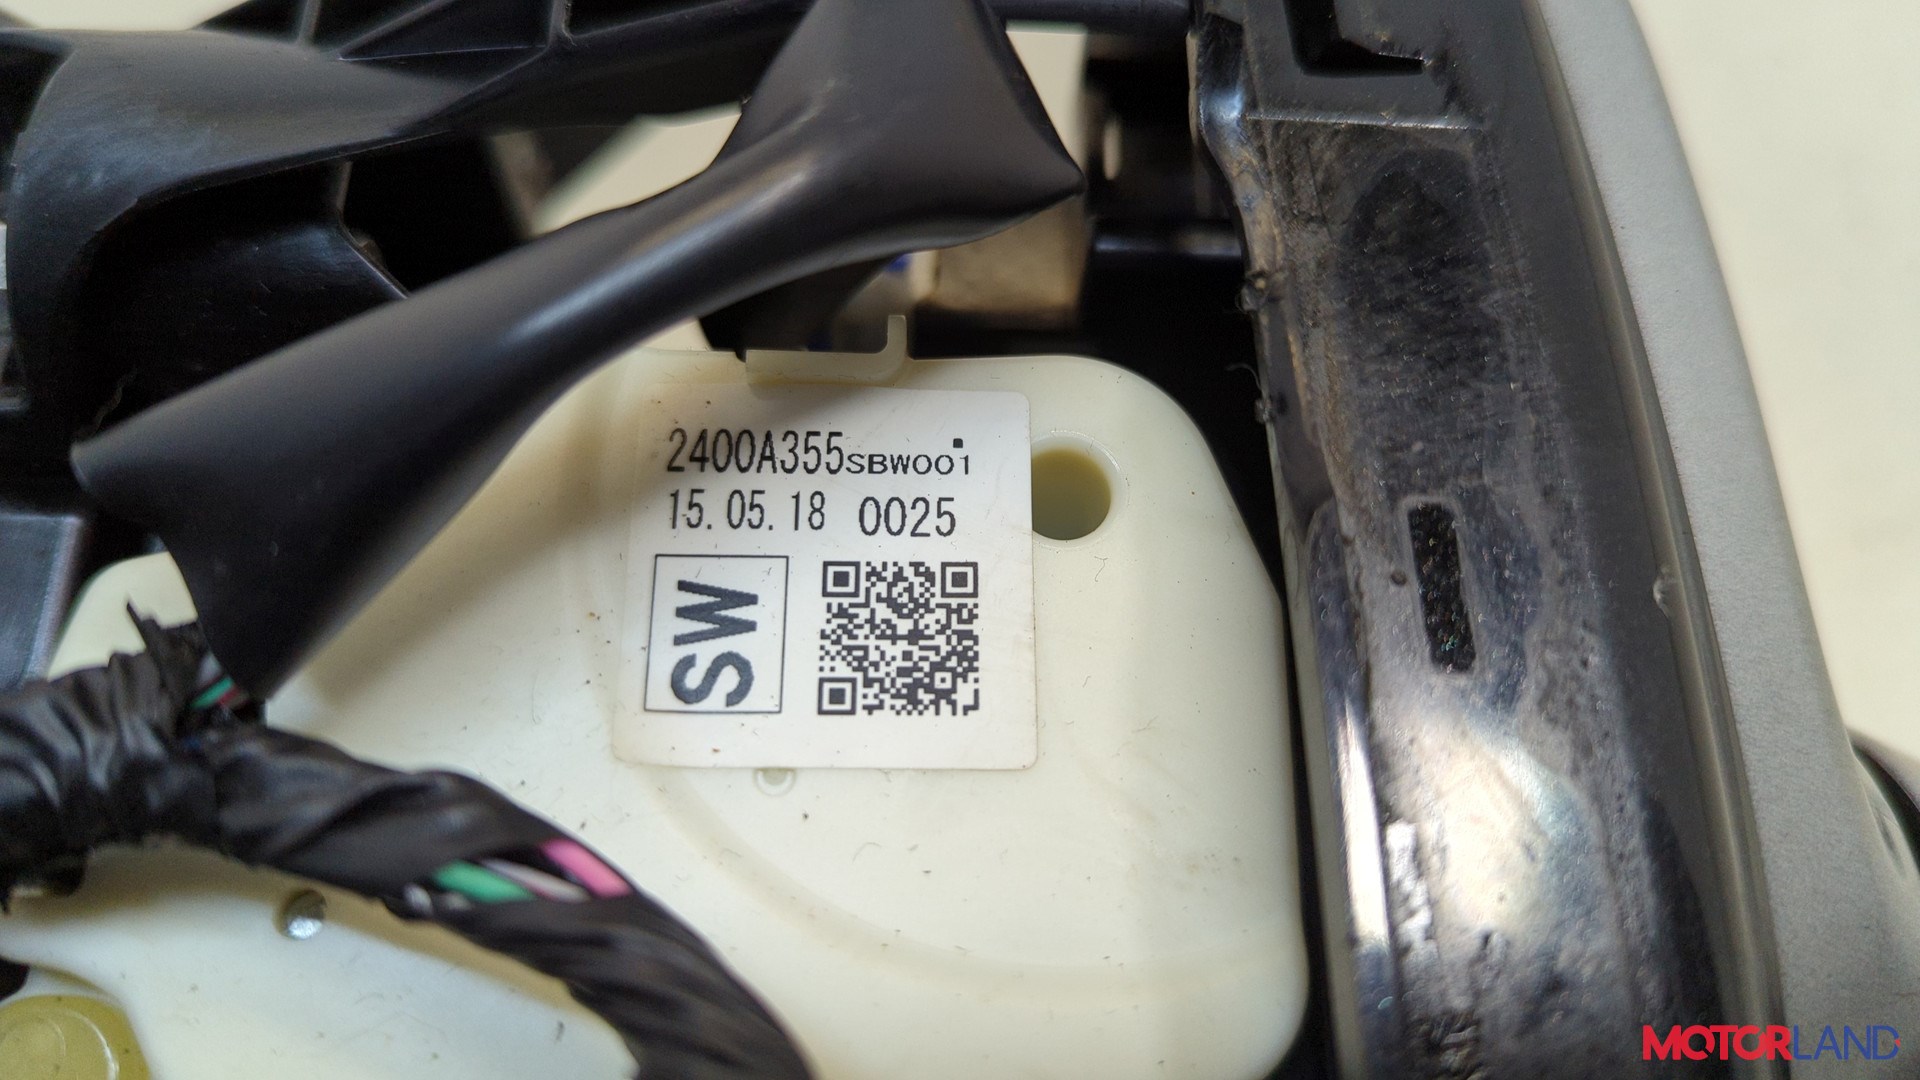 2400A355SBW001
15.05.18 0025
SW
MOTORLAND